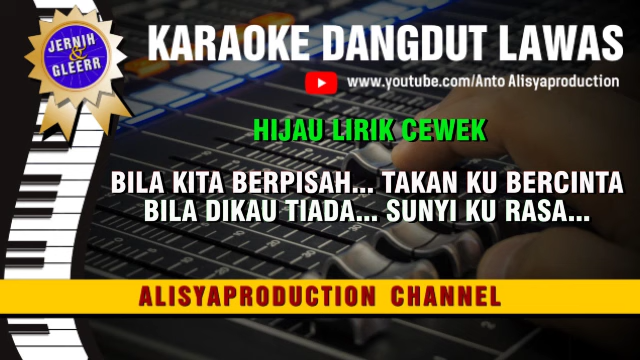 JERNIH
&
GLEERR
KARAOKE DANGDUT LAWAS
www.youtube.com/Anto Alisyaproduction
HIJAU LIRIK CEWEK
BILA KITA BERPISAH... TAKAN KU BERCINTA
BILA DIKAU TIADA... SUNYI KU RASA...
ALISYAPRODUCTION CHANNEL